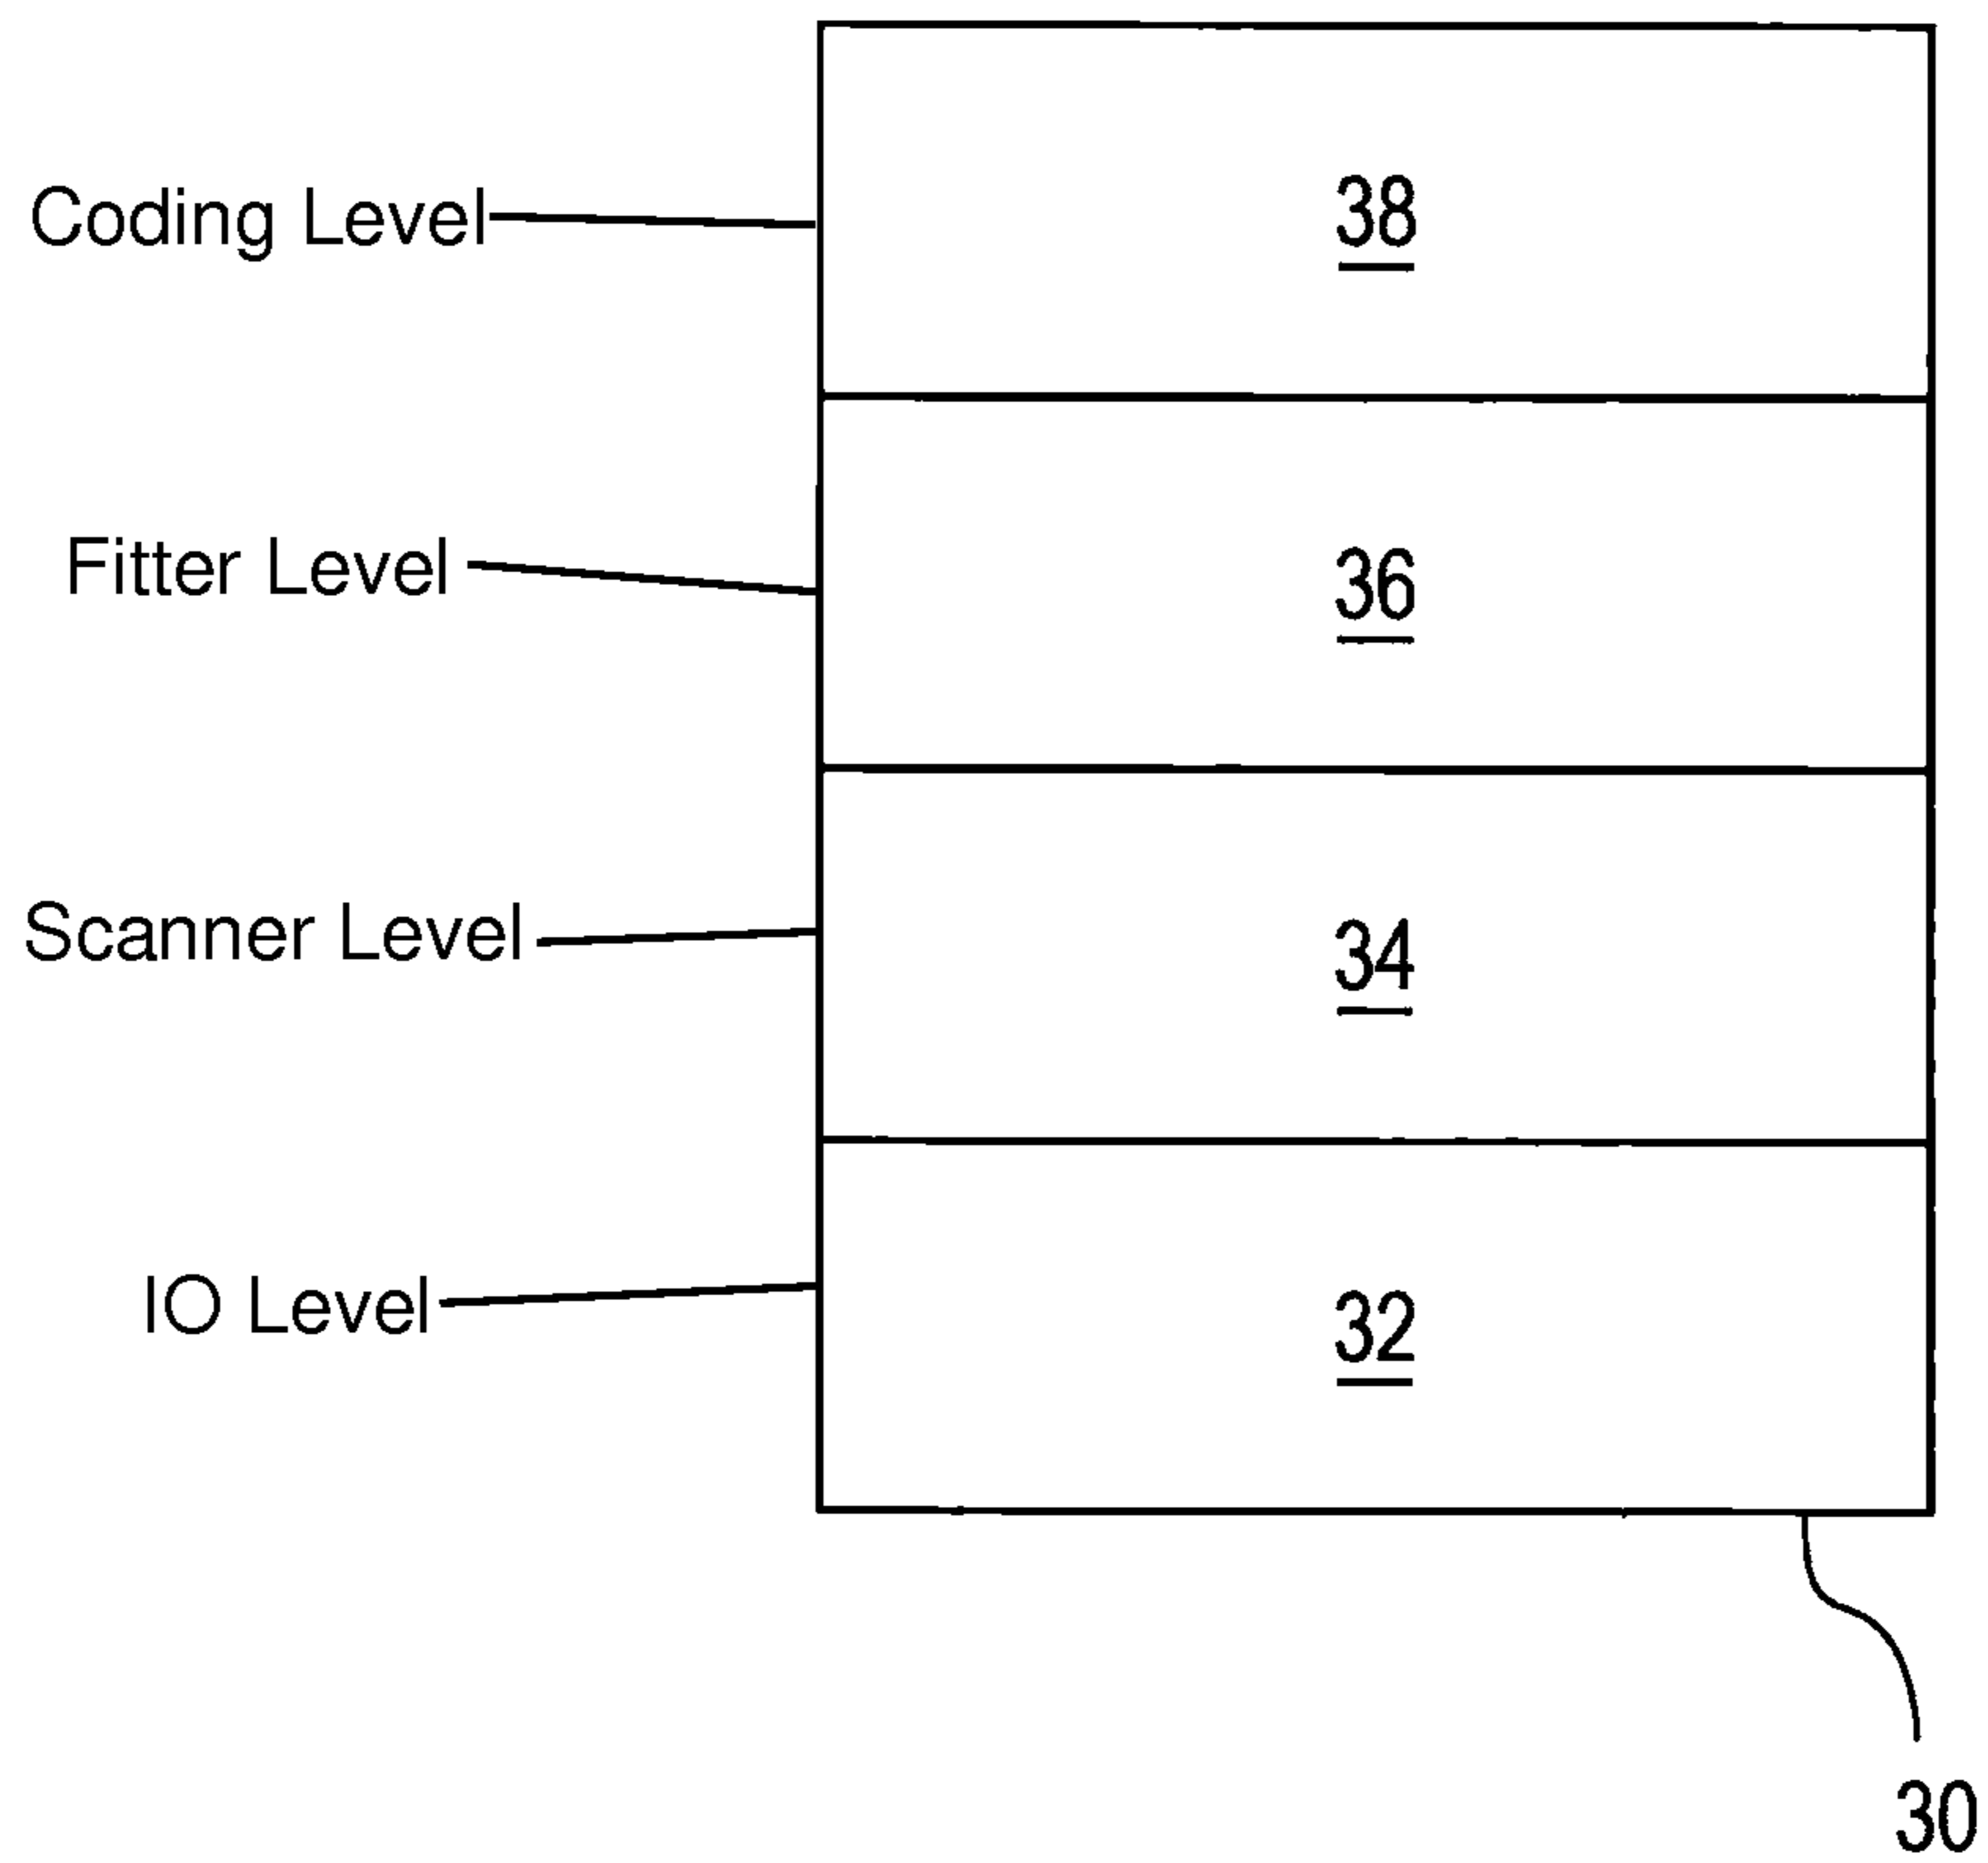 Coding Level 38
Fitter Level 36
Scanner Level 34
IO Level 32
30